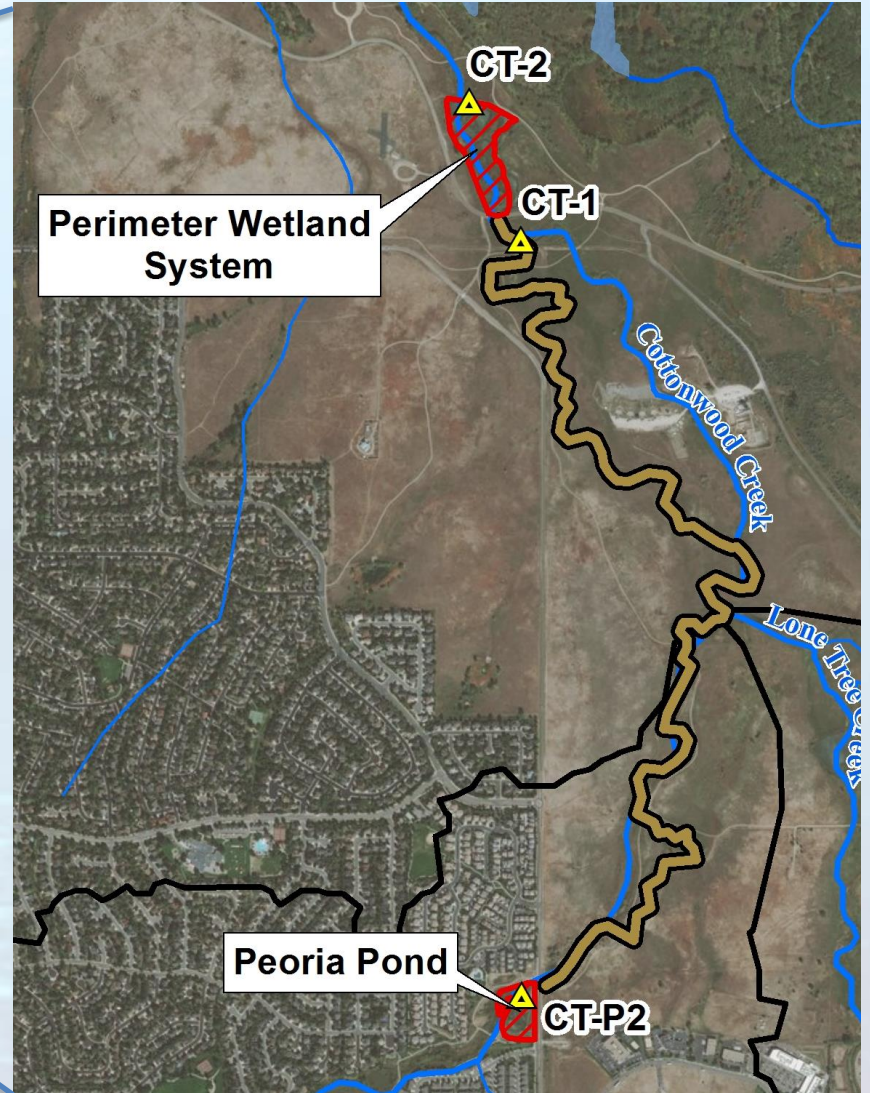 CT-2
Perimeter Wetland
System
CT-1
Cottonwood Creek
Lone Tree Creek
Peoria Pond
CT-P2